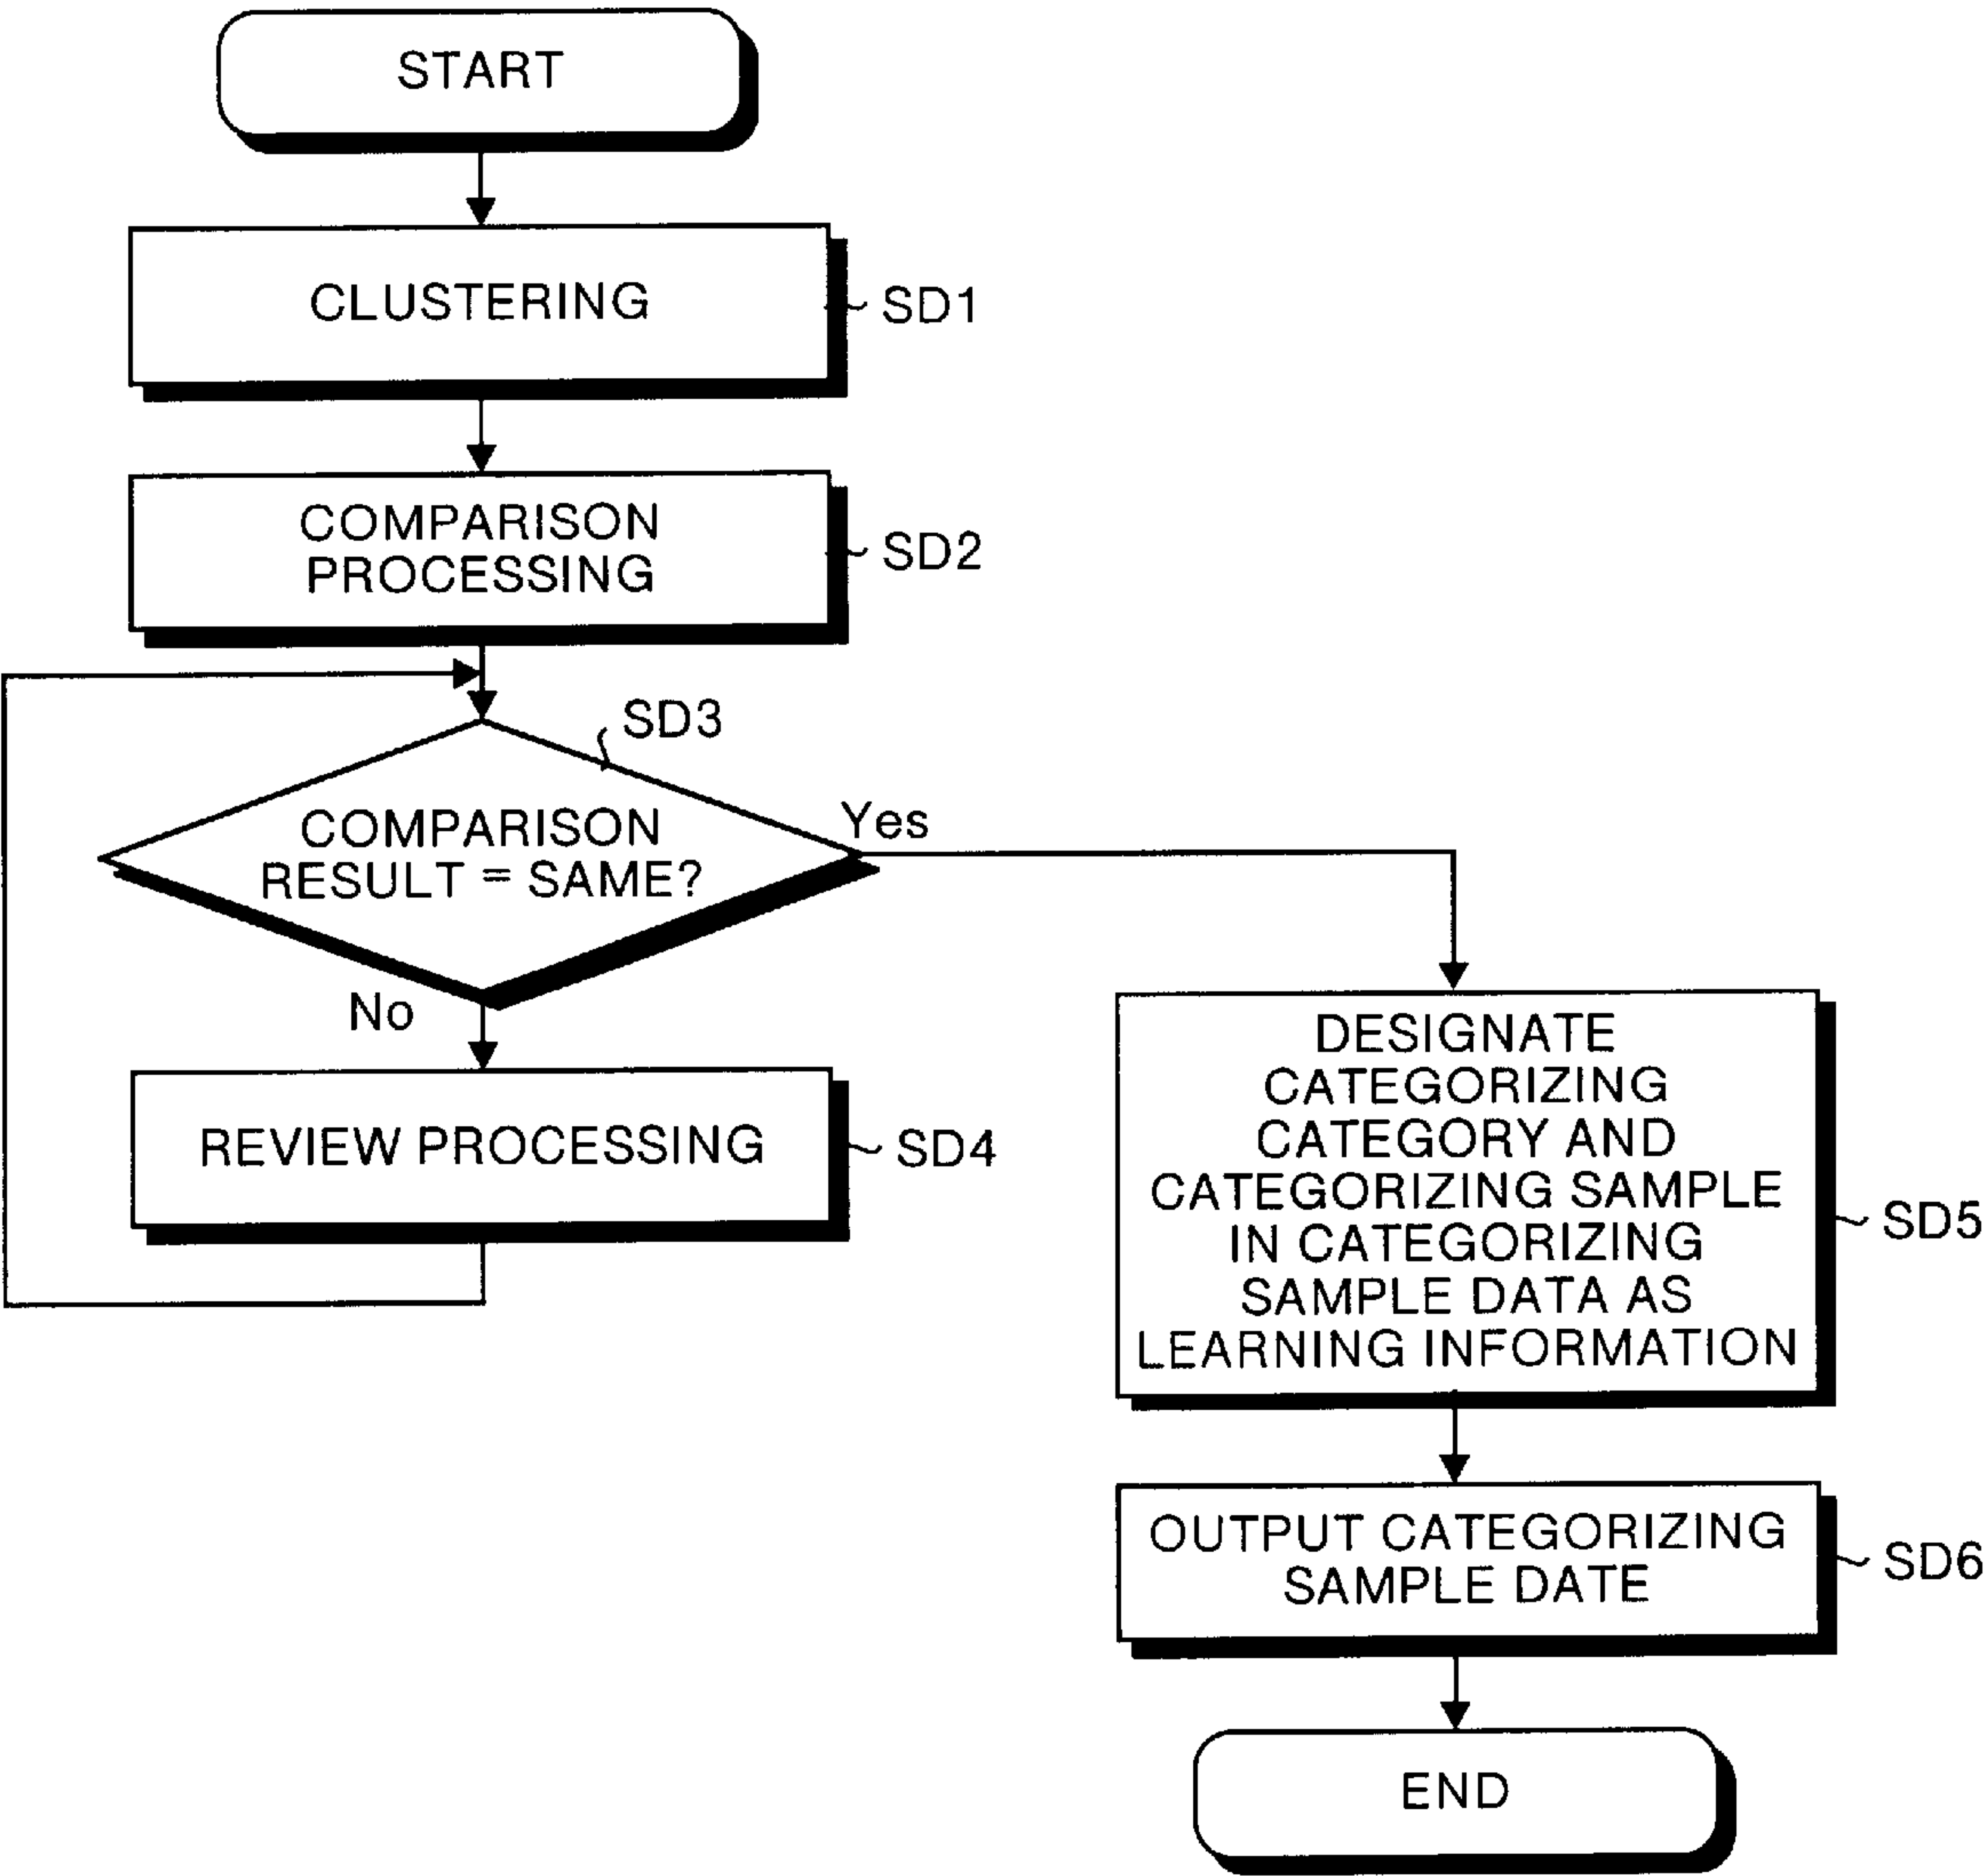 START
CLUSTERING
SD1
COMPARISON
PROCESSING
SD2
SD3
COMPARISON
RESULT = SAME?
Yes
No
REVIEW PROCESSING
SD4
DESIGNATE
CATEGORIZING
CATEGORY AND
CATEGORIZING SAMPLE
IN CATEGORIZING
SAMPLE DATA AS
LEARNING INFORMATION
SD5
OUTPUT CATEGORIZING
SAMPLE DATE
SD6
END